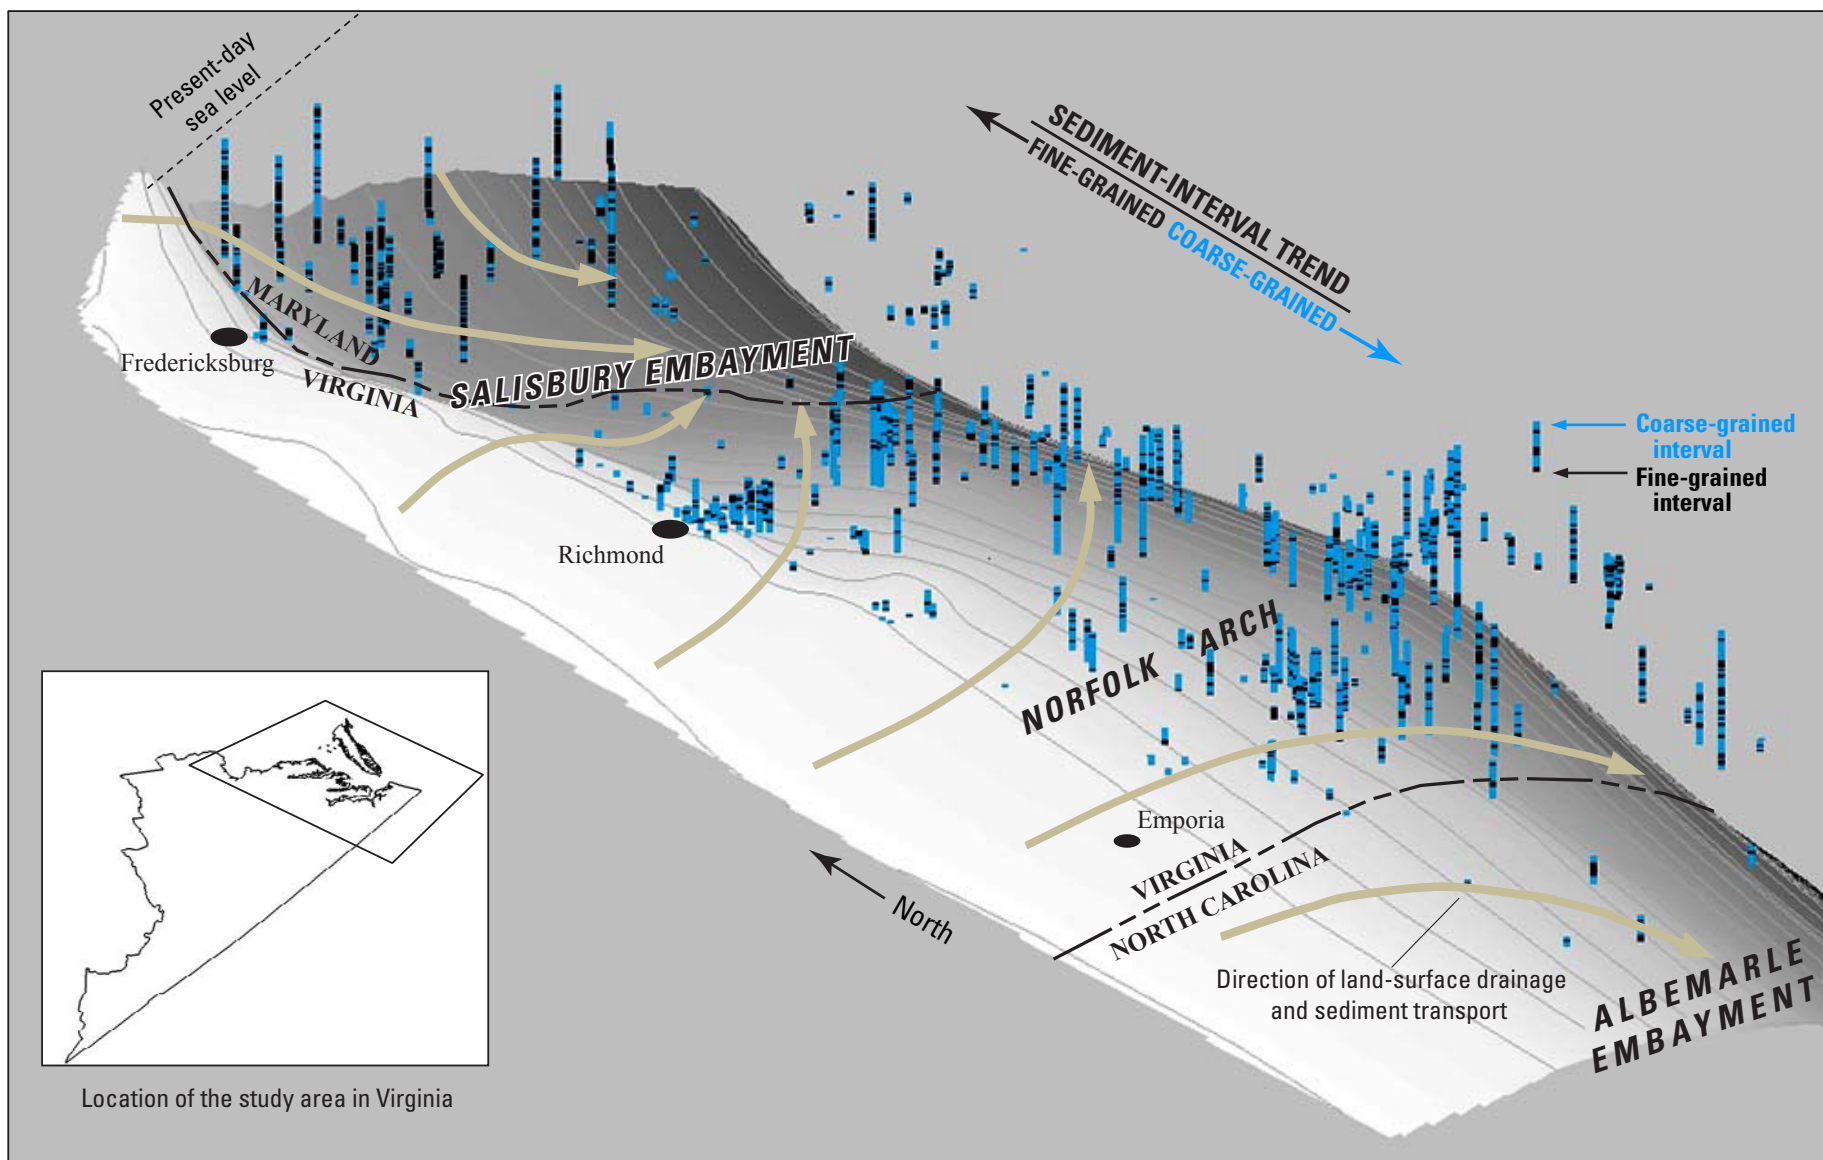 Present-day
sea level
SEDIMENT-INTERVAL TREND
FINE-GRAINED COARSE-GRAINED
MARYLAND
VIRGINIA
Fredericksburg
SALISBURY EMBAYMENT
Coarse-grained
interval
Fine-grained
interval
Richmond
NORFOLK ARCH
Emporia
VIRGINIA
NORTH CAROLINA
North
Direction of land-surface drainage
and sediment transport
ALBEMARLE
EMBAYMENT
Location of the study area in Virginia